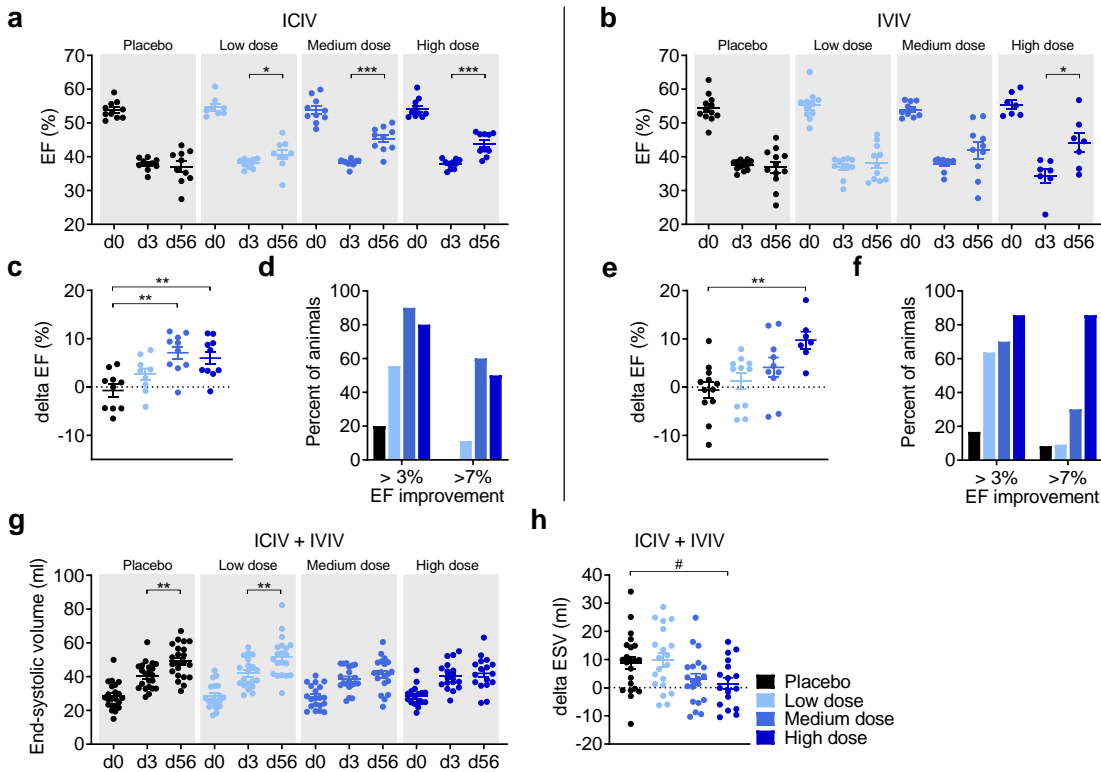 a
ICIV
Placebo Low dose Medium dose High dose
* *** ***
EF (%)
70
60
50
40
30
20
d0 d3 d56 d0 d3 d56 d0 d3 d56 d0 d3 d56
b
IVIV
Placebo Low dose Medium dose High dose
*
EF (%)
70
60
50
40
30
20
d0 d3 d56 d0 d3 d56 d0 d3 d56 d0 d3 d56
c
**
**
delta EF (%)
20
10
0
-10
d
Percent of animals
100
80
60
40
20
0
> 3% >7%
EF improvement
e
**
delta EF (%)
20
10
0
-10
f
Percent of animals
100
80
60
40
20
0
> 3% >7%
EF improvement
g
ICIV + IVIV
Placebo Low dose Medium dose High dose
** **
End-systolic volume (ml)
100
80
60
40
20
0
d0 d3 d56 d0 d3 d56 d0 d3 d56 d0 d3 d56
h
ICIV + IVIV
#
delta ESV (ml)
40
30
20
10
0
-10
-20
Placebo
Low dose
Medium dose
High dose